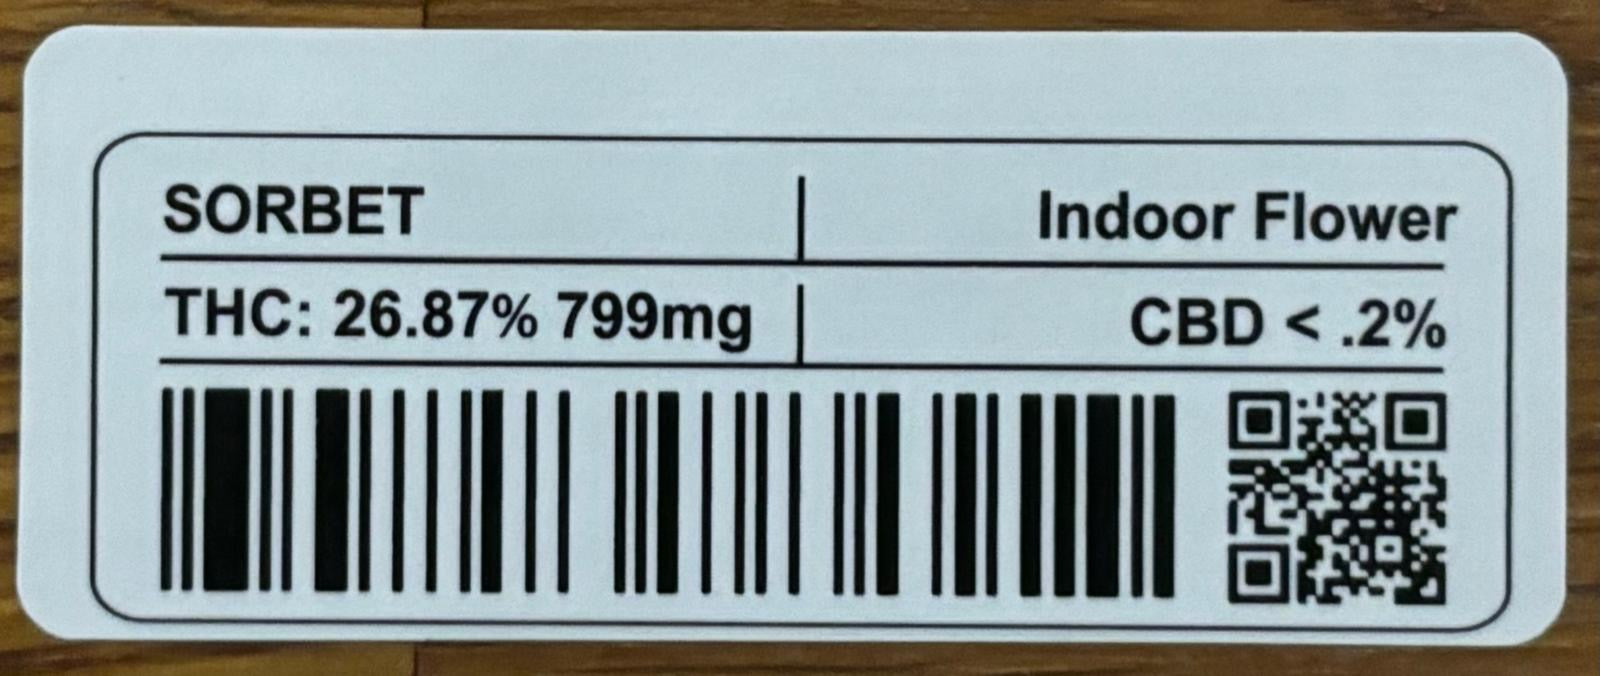 SORBET
Indoor Flower
THC: 26.87% 799mg
CBD < .2%